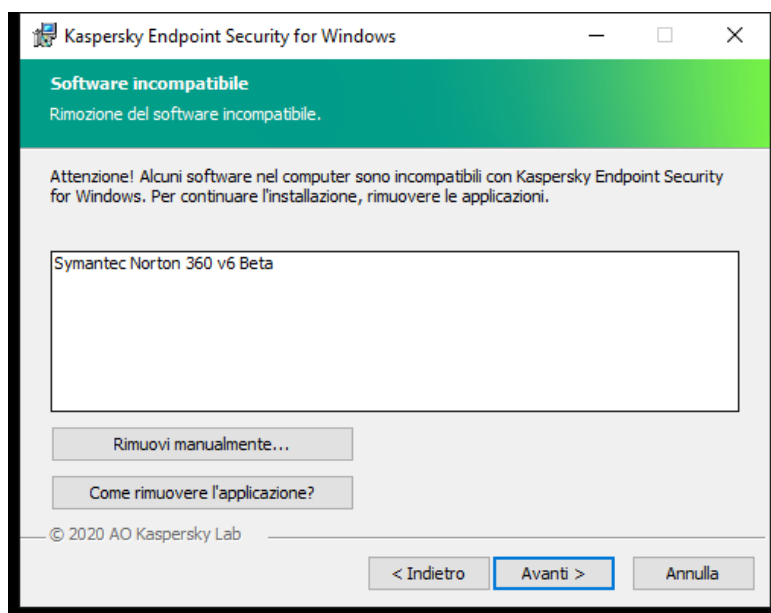 Kaspersky Endpoint Security for Windows
Software incompatibile
Rimozione del software incompatibile.
Attenzione! Alcuni software nel computer sono incompatibili con Kaspersky Endpoint Security
for Windows. Per continuare l'installazione, rimuovere le applicazioni.
Symantec Norton 360 v6 Beta
Rimuovi manualmente...
Come rimuovere l'applicazione?
© 2020 AO Kaspersky Lab
< Indietro Avanti > Annulla